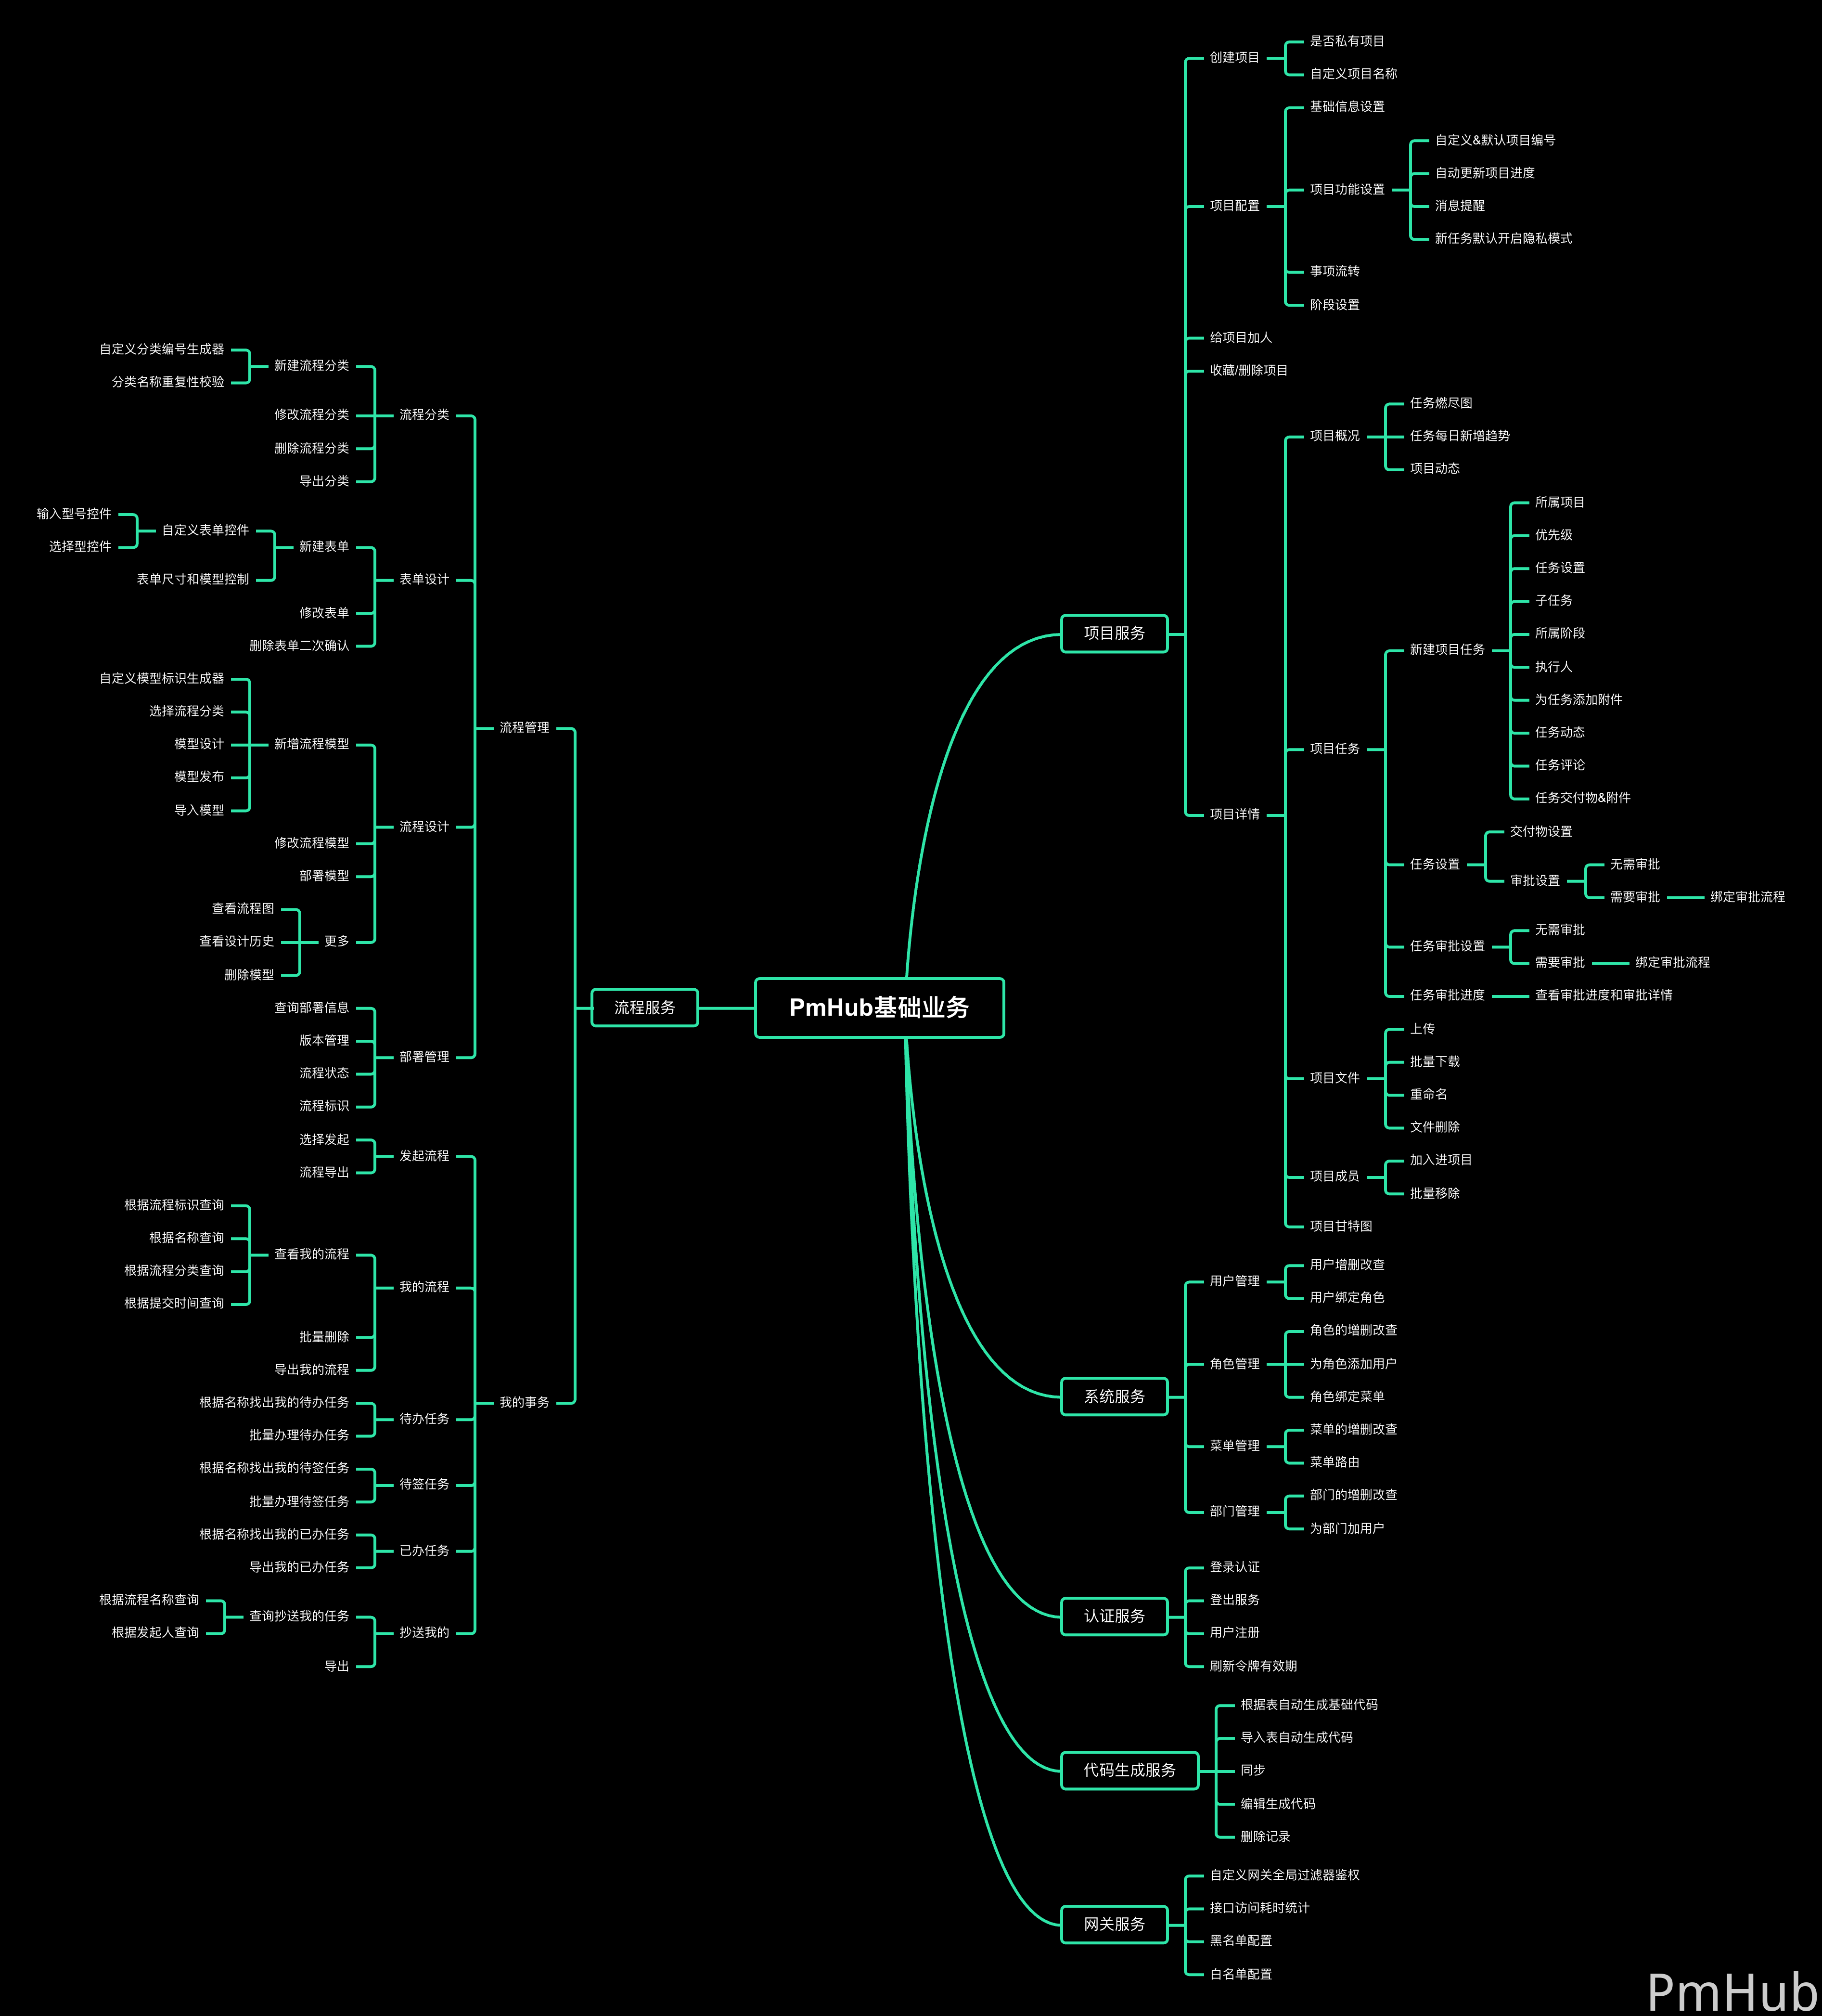 PmHub基础业务
项目服务
创建项目
是否私有项目
自定义项目名称
项目配置
基础信息设置
项目功能设置
自定义&默认项目编号
自动更新项目进度
消息提醒
新任务默认开启隐私模式
事项流转
阶段设置
给项目加人
收藏/删除项目
项目详情
项目概况
任务燃尽图
任务每日新增趋势
项目动态
项目任务
新建项目任务
所属项目
优先级
任务设置
子任务
所属阶段
执行人
为任务添加附件
任务动态
任务评论
任务交付物&附件
任务设置
交付物设置
审批设置
无需审批
需要审批
绑定审批流程
任务审批设置
无需审批
需要审批
绑定审批流程
任务审批进度
查看审批进度和审批详情
项目文件
上传
批量下载
重命名
文件删除
项目成员
加入进项目
批量移除
项目甘特图
系统服务
用户管理
用户增删改查
用户绑定角色
角色管理
角色的增删改查
为角色添加用户
角色绑定菜单
菜单管理
菜单的增删改查
菜单路由
部门管理
部门的增删改查
为部门加用户
认证服务
登录认证
登出服务
用户注册
刷新令牌有效期
代码生成服务
根据表自动生成基础代码
导入表自动生成代码
同步
编辑生成代码
删除记录
网关服务
自定义网关全局过滤器鉴权
接口访问耗时统计
黑名单配置
白名单配置
流程服务
流程管理
流程分类
新建流程分类
自定义分类编号生成器
分类名称重复性校验
修改流程分类
删除流程分类
导出分类
表单设计
新建表单
自定义表单控件
输入型号控件
选择型控件
表单尺寸和模型控制
修改表单
删除表单二次确认
流程设计
新增流程模型
自定义模型标识生成器
选择流程分类
模型设计
模型发布
导入模型
修改流程模型
部署模型
更多
查看流程图
查看设计历史
删除模型
部署管理
查询部署信息
版本管理
流程状态
流程标识
我的事务
发起流程
选择发起
流程导出
我的流程
查看我的流程
根据流程标识查询
根据名称查询
根据流程分类查询
根据提交时间查询
批量删除
导出我的流程
待办任务
根据名称找出我的待办任务
批量办理待办任务
待签任务
根据名称找出我的待签任务
批量办理待签任务
已办任务
根据名称找出我的已办任务
导出我的已办任务
抄送我的
查询抄送我的任务
根据流程名称查询
根据发起人查询
导出
PmHub